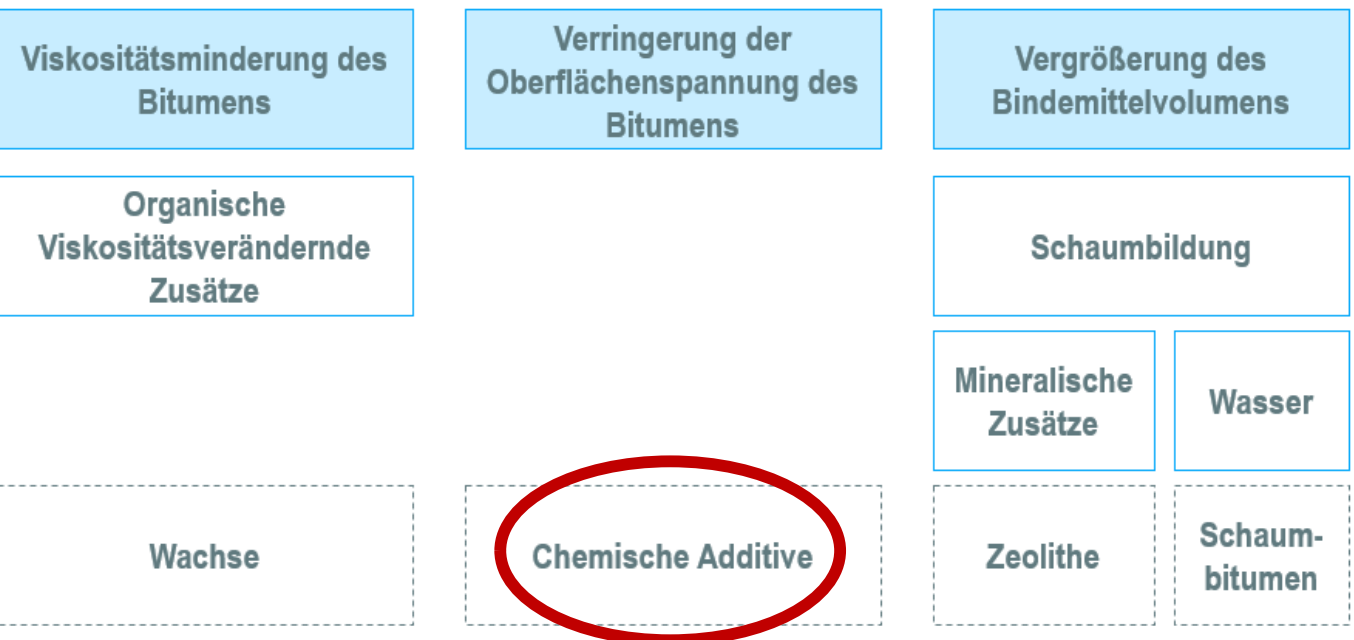 Viskositätsminderung des
Bitumens
Verringerung der
Oberflächenspannung des
Bitumens
Vergrößerung des
Bindemittelvolumens
Organische
Viskositätsverändernde
Zusätze
Schaumbildung
Mineralische
Zusätze
Wasser
Wachse
Chemische Additive
Zeolithe
Schaum-
bitumen